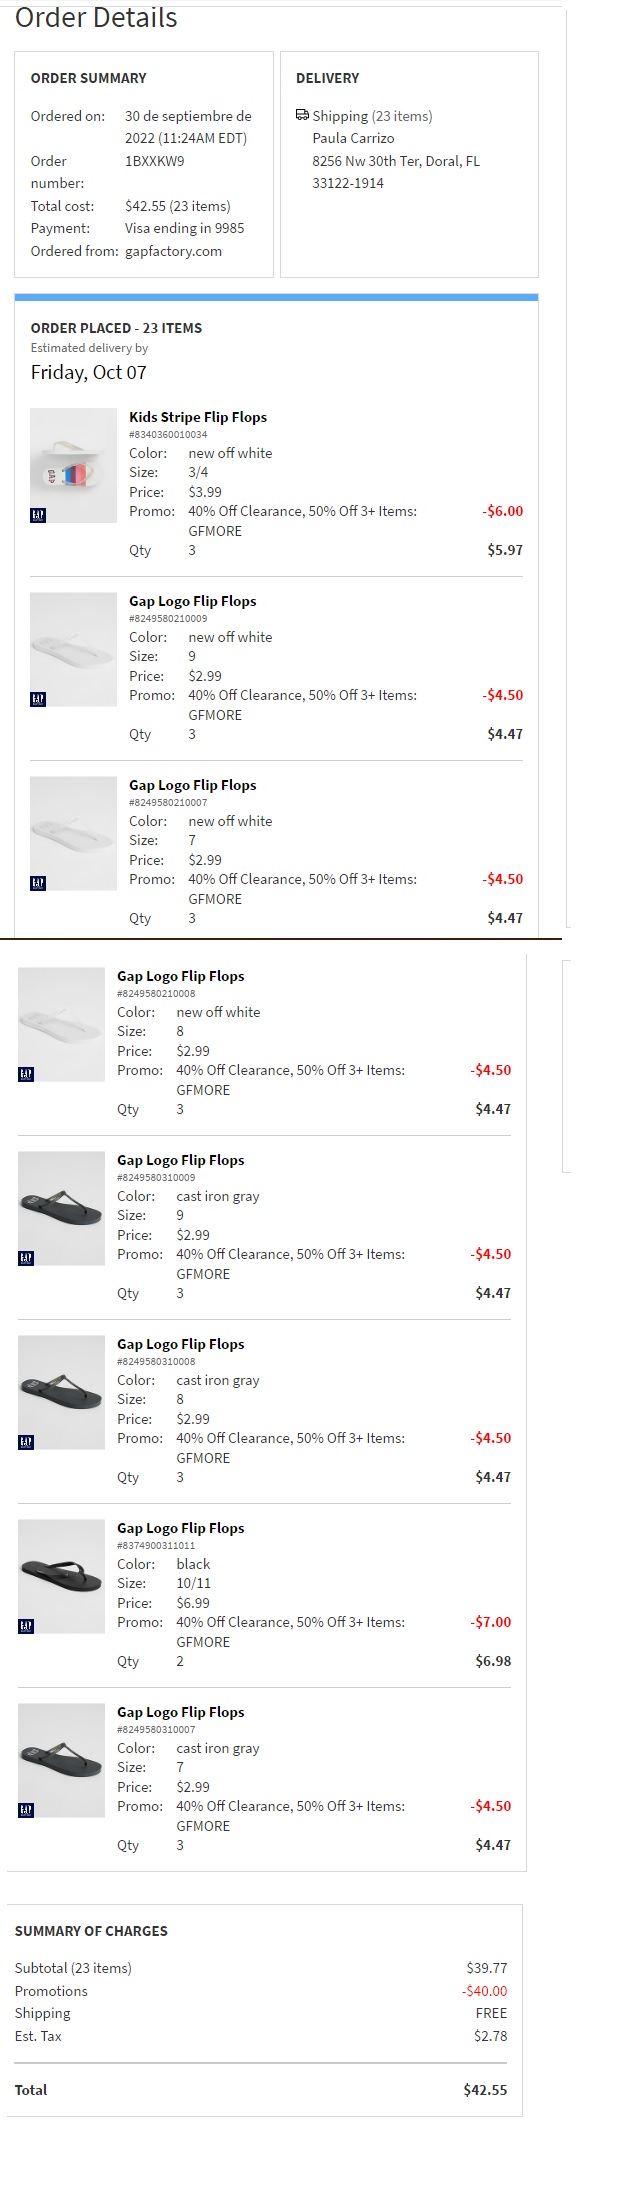 Order Details
ORDER SUMMARY
Ordered on: 30 de septiembre de
2022 (11:24AM EDT)
Order number: 1BXXKW9
Total cost: $42.55 (23 items)
Payment: Visa ending in 9985
Ordered from: gapfactory.com
DELIVERY
Shipping (23 items)
Paula Carrizo
8256 Nw 30th Ter, Doral, FL
33122-1914
ORDER PLACED - 23 ITEMS
Estimated delivery by
Friday, Oct 07
Kids Stripe Flip Flops
#8340360010034
Color: new off white
Size: 3/4
Price: $3.99
Promo: 40% Off Clearance, 50% Off 3+ Items: -$6.00
GFMORE
Qty 3 $5.97
GAP
GAP
Gap Logo Flip Flops
#8249580210009
Color: new off white
Size: 9
Price: $2.99
Promo: 40% Off Clearance, 50% Off 3+ Items: -$4.50
GFMORE
Qty 3 $4.47
GAP
Gap Logo Flip Flops
#8249580210007
Color: new off white
Size: 7
Price: $2.99
Promo: 40% Off Clearance, 50% Off 3+ Items: -$4.50
GFMORE
Qty 3 $4.47
GAP
Gap Logo Flip Flops
#8249580210008
Color: new off white
Size: 8
Price: $2.99
Promo: 40% Off Clearance, 50% Off 3+ Items: -$4.50
GFMORE
Qty 3 $4.47
GAP
Gap Logo Flip Flops
#8249580310009
Color: cast iron gray
Size: 9
Price: $2.99
Promo: 40% Off Clearance, 50% Off 3+ Items: -$4.50
GFMORE
Qty 3 $4.47
GAP
Gap Logo Flip Flops
#8249580310008
Color: cast iron gray
Size: 8
Price: $2.99
Promo: 40% Off Clearance, 50% Off 3+ Items: -$4.50
GFMORE
Qty 3 $4.47
GAP
Gap Logo Flip Flops
#8374900311011
Color: black
Size: 10/11
Price: $6.99
Promo: 40% Off Clearance, 50% Off 3+ Items: -$7.00
GFMORE
Qty 2 $6.98
GAP
Gap Logo Flip Flops
#8249580310007
Color: cast iron gray
Size: 7
Price: $2.99
Promo: 40% Off Clearance, 50% Off 3+ Items: -$4.50
GFMORE
Qty 3 $4.47
GAP
SUMMARY OF CHARGES
Subtotal (23 items) $39.77
Promotions -$40.00
Shipping FREE
Est. Tax $2.78
Total $42.55